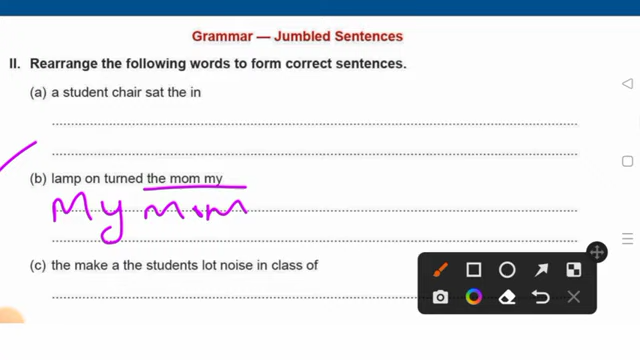 Grammar — Jumbled Sentences
II. Rearrange the following words to form correct sentences.
(a) a student chair sat the in
(b) lamp on turned the mom my
My mom
(c) the make a the students lot noise in class of